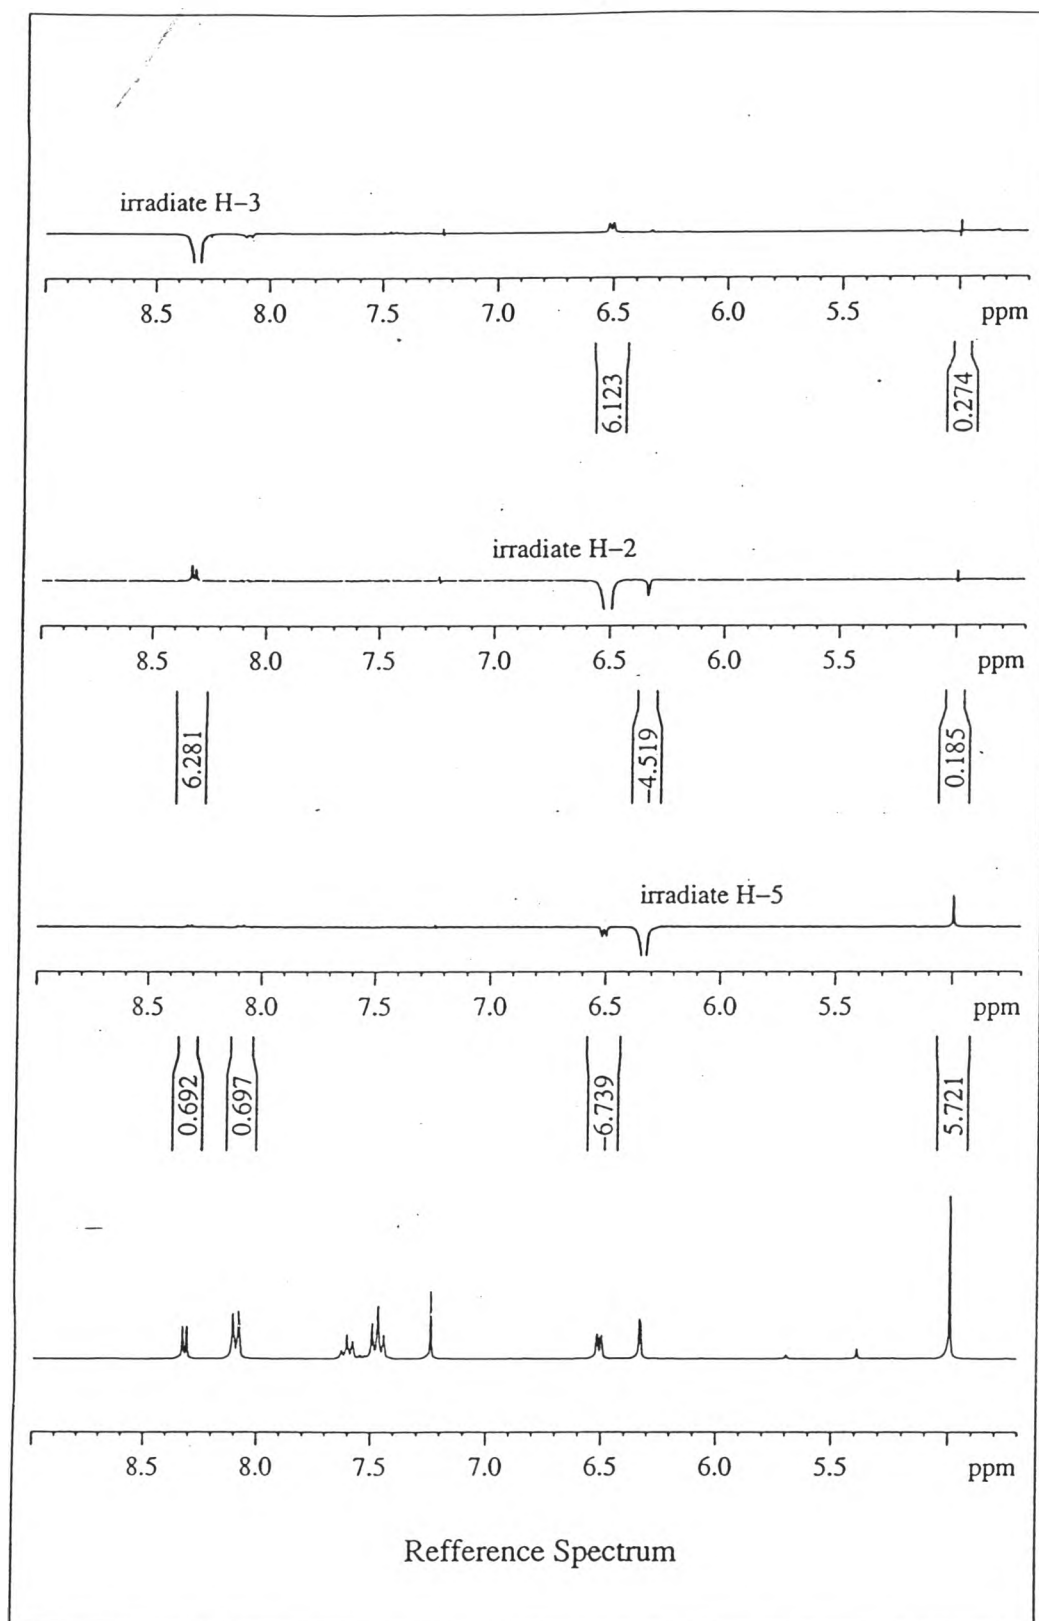 irradiate H-3
8.5 8.0 7.5 7.0 6.5 6.0 5.5 ppm
6.123 0.274
irradiate H-2
8.5 8.0 7.5 7.0 6.5 6.0 5.5 ppm
6.281 -4.519 0.185
irradiate H-5
8.5 8.0 7.5 7.0 6.5 6.0 5.5 ppm
0.692 0.697 -6.739 5.721
8.5 8.0 7.5 7.0 6.5 6.0 5.5 ppm
Refference Spectrum